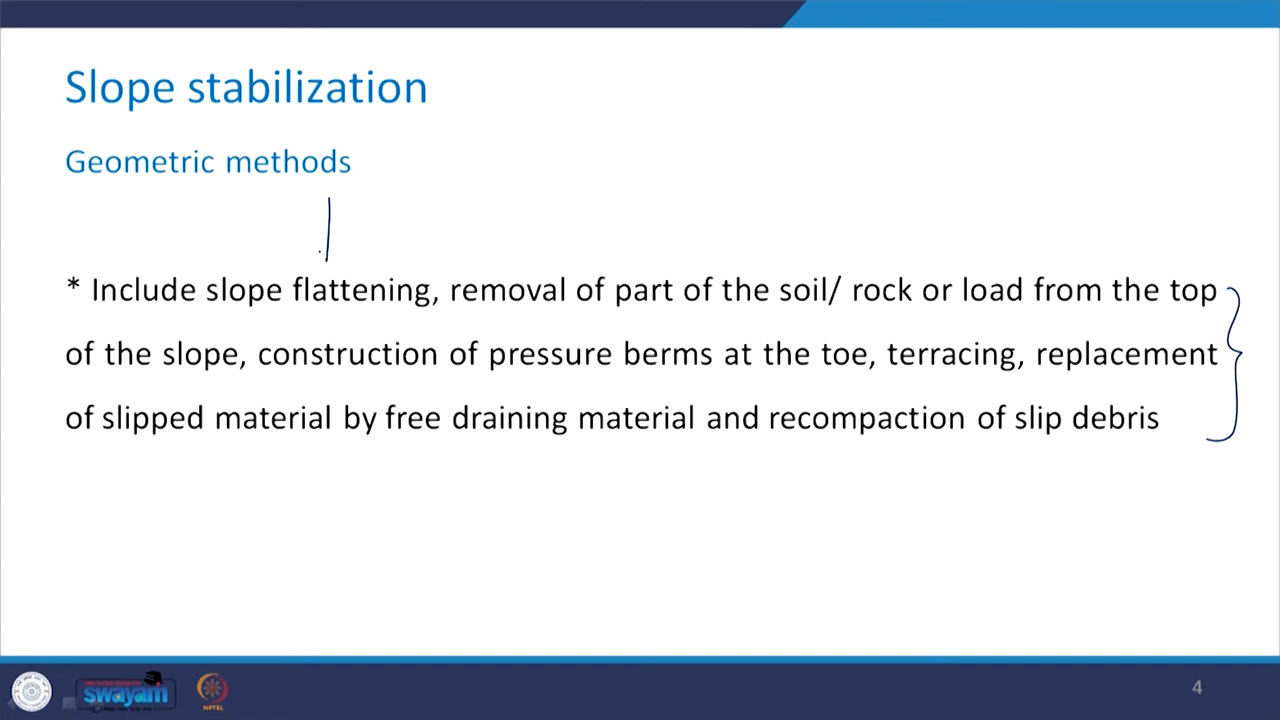 Slope stabilization
Geometric methods
* Include slope flattening, removal of part of the soil/ rock or load from the top
of the slope, construction of pressure berms at the toe, terracing, replacement
of slipped material by free draining material and recompaction of slip debris
swayam
NPTEL
4